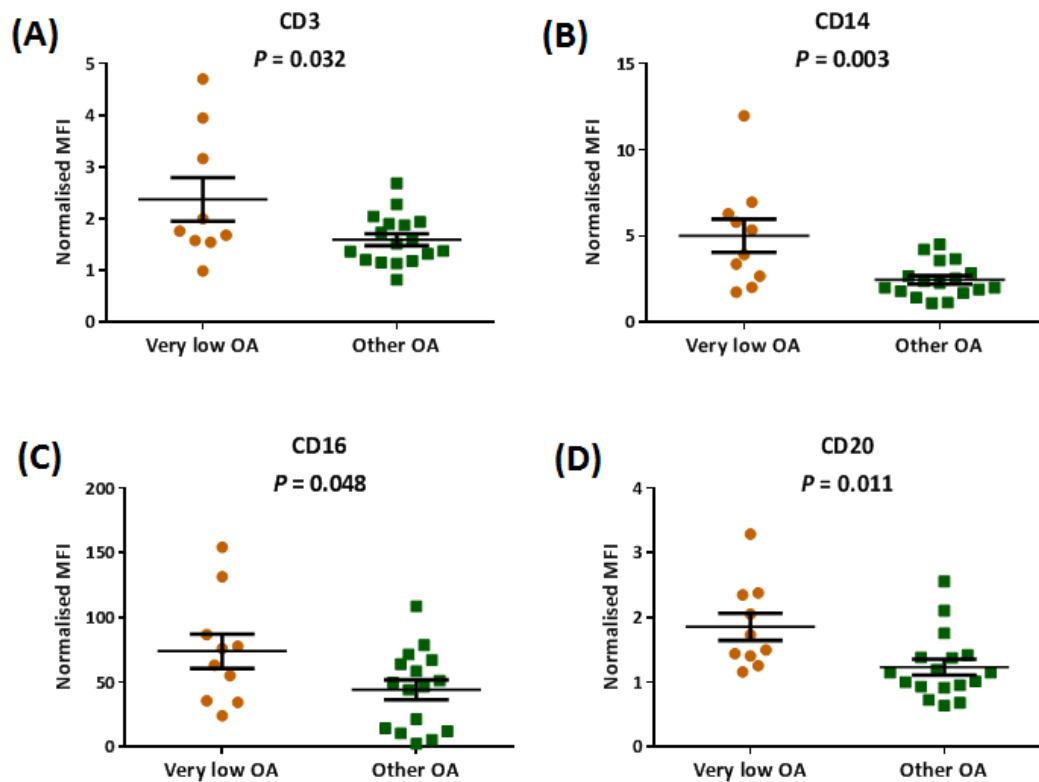 (A)
CD3
P = 0.032
Normalised MFI
5
4
3
2
1
0
Very low OA
Other OA
(B)
CD14
P = 0.003
Normalised MFI
15
10
5
0
Very low OA
Other OA
(C)
CD16
P = 0.048
Normalised MFI
200
150
100
50
0
Very low OA
Other OA
(D)
CD20
P = 0.011
Normalised MFI
4
3
2
1
0
Very low OA
Other OA